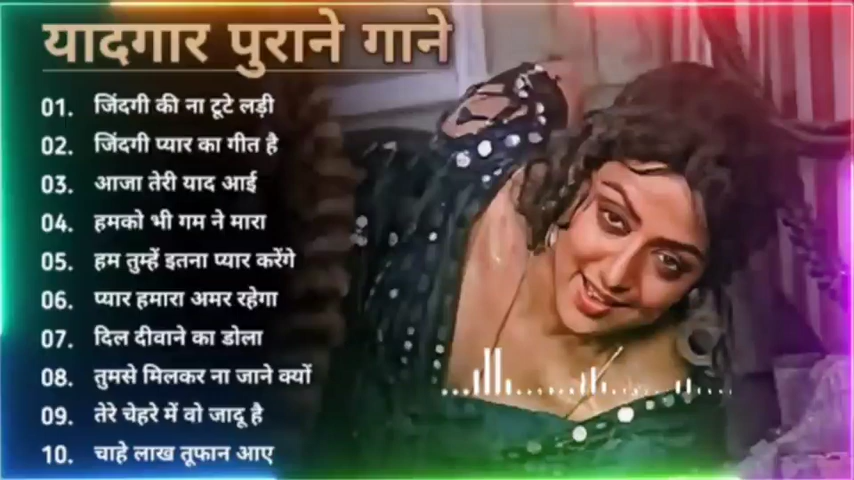 यादगार पुराने गाने
01. जिंदगी की ना टूटे लड़ी
02. जिंदगी प्यार का गीत है
03. आजा तेरी याद आई
04. हमको भी गम ने मारा
05. हम तुम्हें इतना प्यार करेंगे
06. प्यार हमारा अमर रहेगा
07. दिल दीवाने का डोला
08. तुमसे मिलकर ना जाने क्यों
09. तेरे चेहरे में वो जादू है
10. चाहे लाख तूफान आए